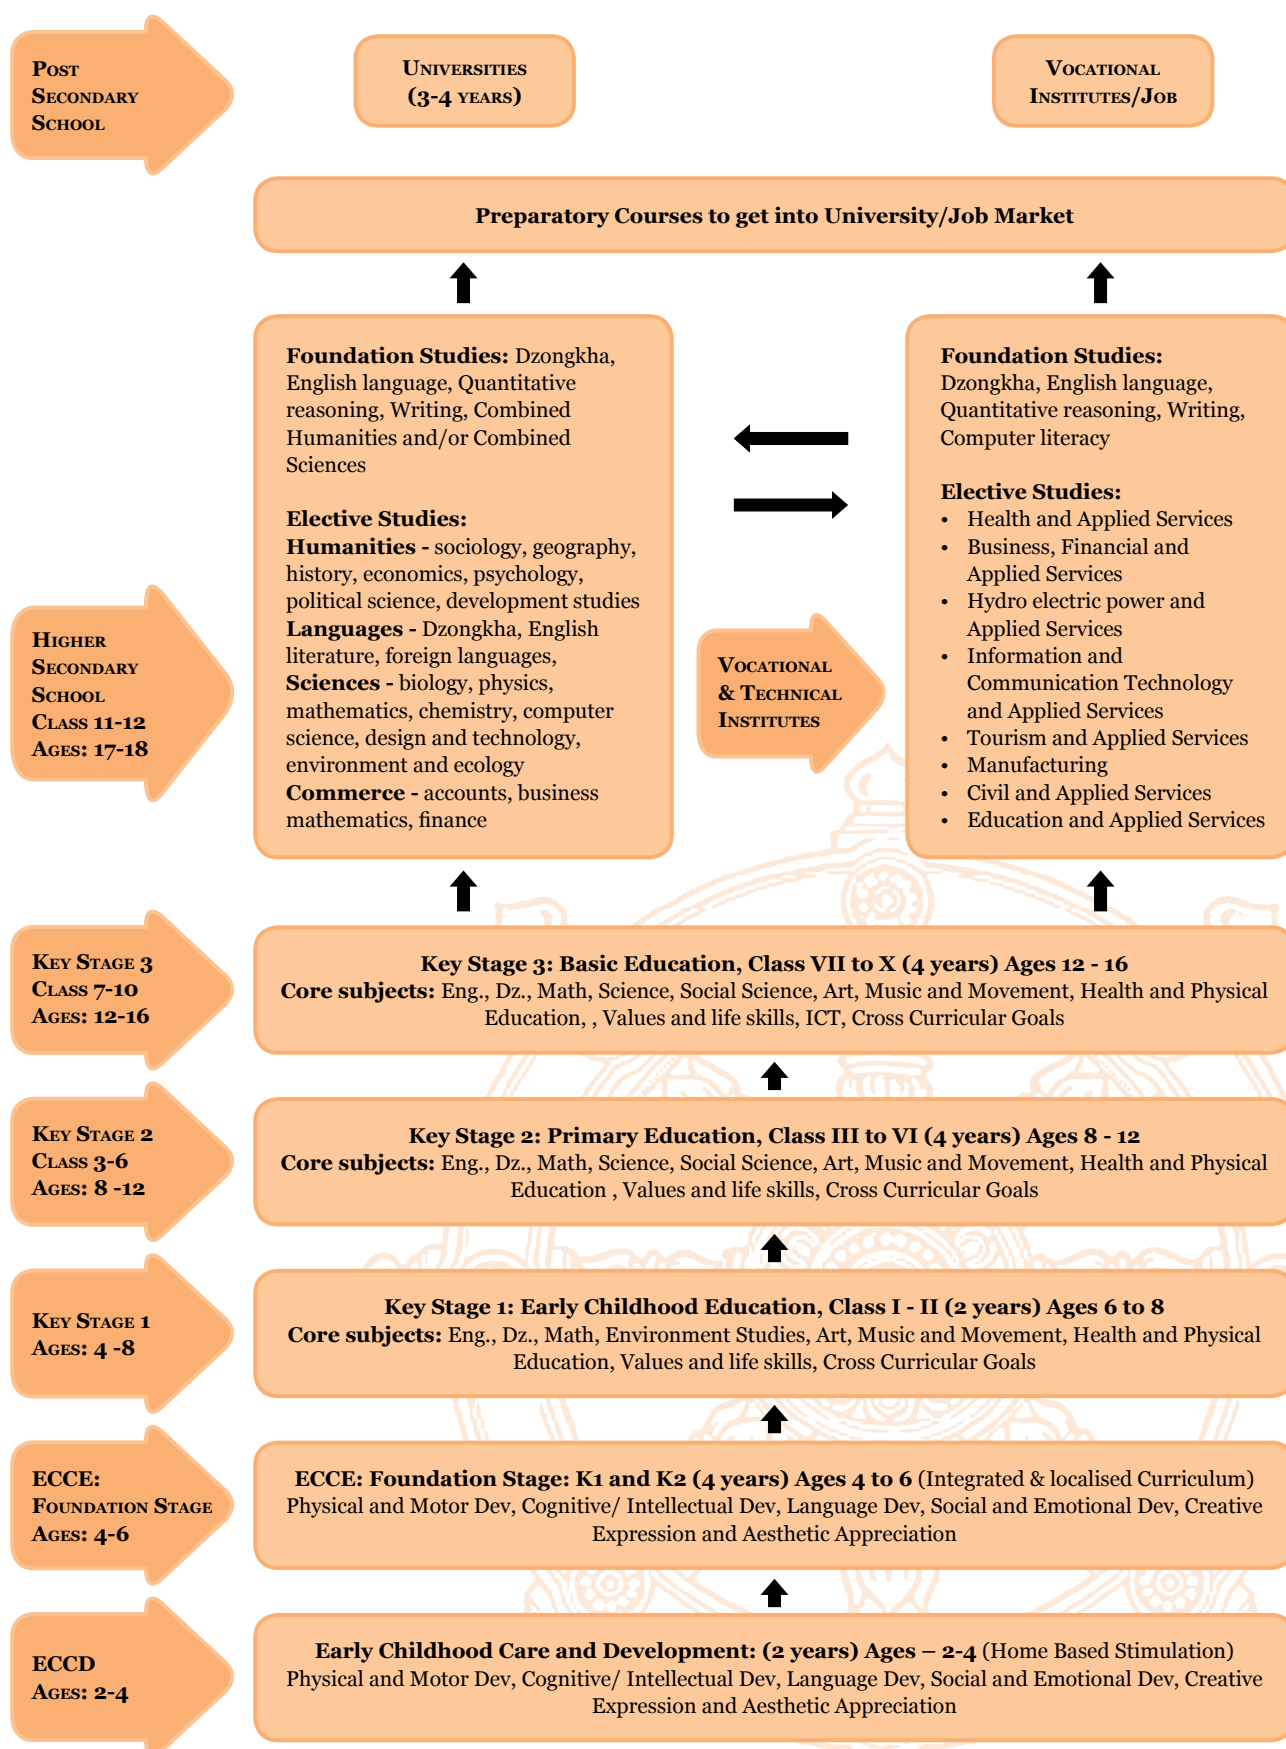 Post
Secondary
School
Universities
(3-4 years)
Vocational
Institutes/Job
Preparatory Courses to get into University/Job Market
Higher
Secondary
School
Class 11-12
Ages: 17-18
Foundation Studies: Dzongkha,
English language, Quantitative
reasoning, Writing, Combined
Humanities and/or Combined
Sciences
Elective Studies:
Humanities - sociology, geography,
history, economics, psychology,
political science, development studies
Languages - Dzongkha, English
literature, foreign languages,
Sciences - biology, physics,
mathematics, chemistry, computer
science, design and technology,
environment and ecology
Commerce - accounts, business
mathematics, finance
Vocational
& Technical
Institutes
Foundation Studies:
Dzongkha, English language,
Quantitative reasoning, Writing,
Computer literacy
Elective Studies:
• Health and Applied Services
• Business, Financial and
Applied Services
• Hydro electric power and
Applied Services
• Information and
Communication Technology
and Applied Services
• Tourism and Applied Services
• Manufacturing
• Civil and Applied Services
• Education and Applied Services
Key Stage 3
Class 7-10
Ages: 12-16
Key Stage 3: Basic Education, Class VII to X (4 years) Ages 12 - 16
Core subjects: Eng., Dz., Math, Science, Social Science, Art, Music and Movement, Health and Physical
Education, , Values and life skills, ICT, Cross Curricular Goals
Key Stage 2
Class 3-6
Ages: 8 -12
Key Stage 2: Primary Education, Class III to VI (4 years) Ages 8 - 12
Core subjects: Eng., Dz., Math, Science, Social Science, Art, Music and Movement, Health and Physical
Education , Values and life skills, Cross Curricular Goals
Key Stage 1
Ages: 4 -8
Key Stage 1: Early Childhood Education, Class I - II (2 years) Ages 6 to 8
Core subjects: Eng., Dz., Math, Environment Studies, Art, Music and Movement, Health and Physical
Education, Values and life skills, Cross Curricular Goals
ECCE:
Foundation Stage
Ages: 4-6
ECCE: Foundation Stage: K1 and K2 (4 years) Ages 4 to 6 (Integrated & localised Curriculum)
Physical and Motor Dev, Cognitive/ Intellectual Dev, Language Dev, Social and Emotional Dev, Creative
Expression and Aesthetic Appreciation
ECCD
Ages: 2-4
Early Childhood Care and Development: (2 years) Ages – 2-4 (Home Based Stimulation)
Physical and Motor Dev, Cognitive/ Intellectual Dev, Language Dev, Social and Emotional Dev, Creative
Expression and Aesthetic Appreciation